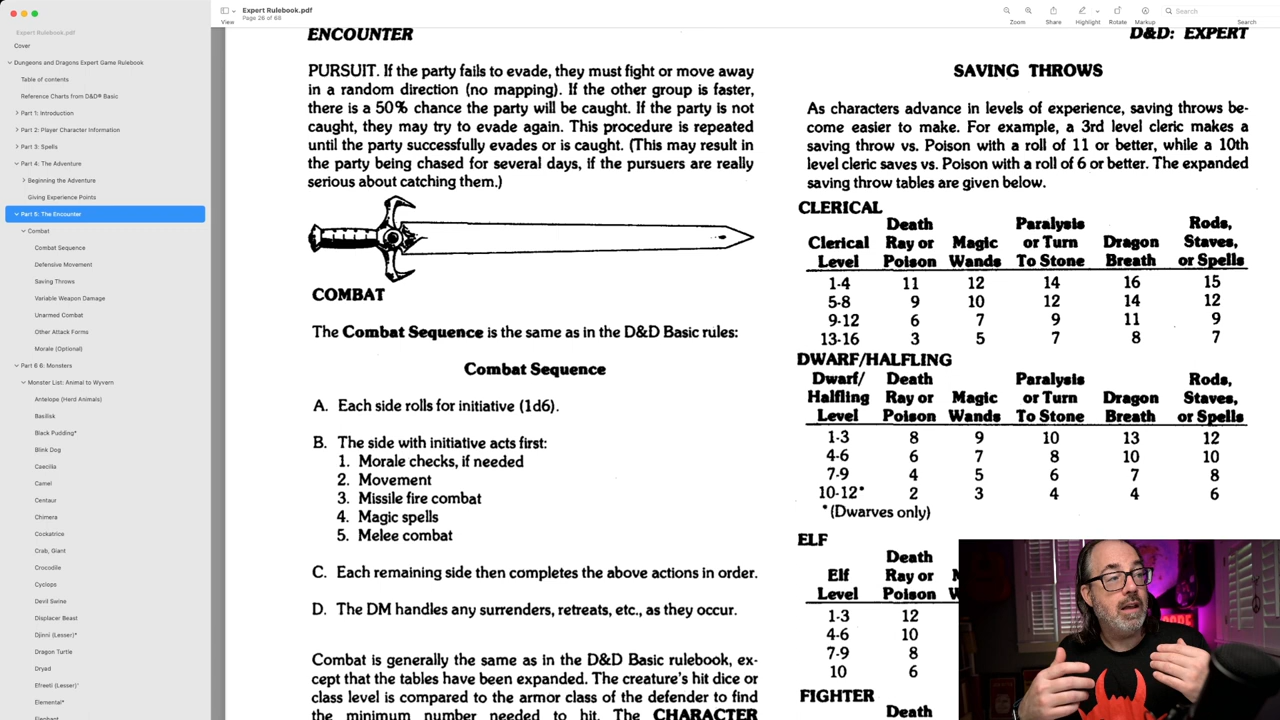 Expert Rulebook.pdf
Cover
Dungeons and Dragons Expert Game Rulebook
Table of contents
Reference Charts from D&D® Basic
Part 1: Introduction
Part 2: Player Character Information
Part 3: Spells
Part 4: The Adventure
Beginning the Adventure
Giving Experience Points
Part 5: The Encounter
Combat
Combat Sequence
Defensive Movement
Saving Throws
Variable Weapon Damage
Unarmed Combat
Other Attack Forms
Morale (Optional)
Part 6 6: Monsters
Monster List: Animal to Wyvern
Antelope (Herd Animals)
Basilisk
Black Pudding*
Blink Dog
Caecilia
Camel
Centaur
Chimera
Cockatrice
Crab, Giant
Crocodile
Cyclops
Devil Swine
Displacer Beast
Djinni (Lesser)*
Dragon Turtle
Dryad
Efreeti (Lesser)*
Elemental*
Elephant
View
Expert Rulebook.pdf
Page 26 of 68
Zoom
Share
Highlight
Rotate
Markup
Search
Search
ENCOUNTER
PURSUIT. If the party fails to evade, they must fight or move away
in a random direction (no mapping). If the other group is faster,
there is a 50% chance the party will be caught. If the party is not
caught, they may try to evade again. This procedure is repeated
until the party successfully evades or is caught. (This may result in
the party being chased for several days, if the pursuers are really
serious about catching them.)
COMBAT
The Combat Sequence is the same as in the D&D Basic rules:
Combat Sequence
A. Each side rolls for initiative (1d6).
B. The side with initiative acts first:
1. Morale checks, if needed
2. Movement
3. Missile fire combat
4. Magic spells
5. Melee combat
C. Each remaining side then completes the above actions in order.
D. The DM handles any surrenders, retreats, etc., as they occur.
Combat is generally the same as in the D&D Basic rulebook, ex-
cept that the tables have been expanded. The creature's hit dice or
class level is compared to the armor class of the defender to find
the minimum number needed to hit. The CHARACTER
D&D: EXPERT
SAVING THROWS
As characters advance in levels of experience, saving throws be-
come easier to make. For example, a 3rd level cleric makes a
saving throw vs. Poison with a roll of 11 or better, while a 10th
level cleric saves vs. Poison with a roll of 6 or better. The expanded
saving throw tables are given below.
CLERICAL
Death Paralysis Rods,
Clerical Ray or Magic or Turn Dragon Staves,
Level Poison Wands To Stone Breath or Spells
1-4 11 12 14 16 15
5-8 9 10 12 14 12
9-12 6 7 9 11 9
13-16 3 5 7 8 7
DWARF/HALFLING
Dwarf/ Death Paralysis Rods,
Halfling Ray or Magic or Turn Dragon Staves,
Level Poison Wands To Stone Breath or Spells
1-3 8 9 10 13 12
4-6 6 7 8 10 10
7-9 4 5 6 7 8
10-12* 2 3 4 4 6
*(Dwarves only)
ELF
Death
Elf Ray or
Level Poison
1-3 12
4-6 10
7-9 8
10 6
FIGHTER
Death